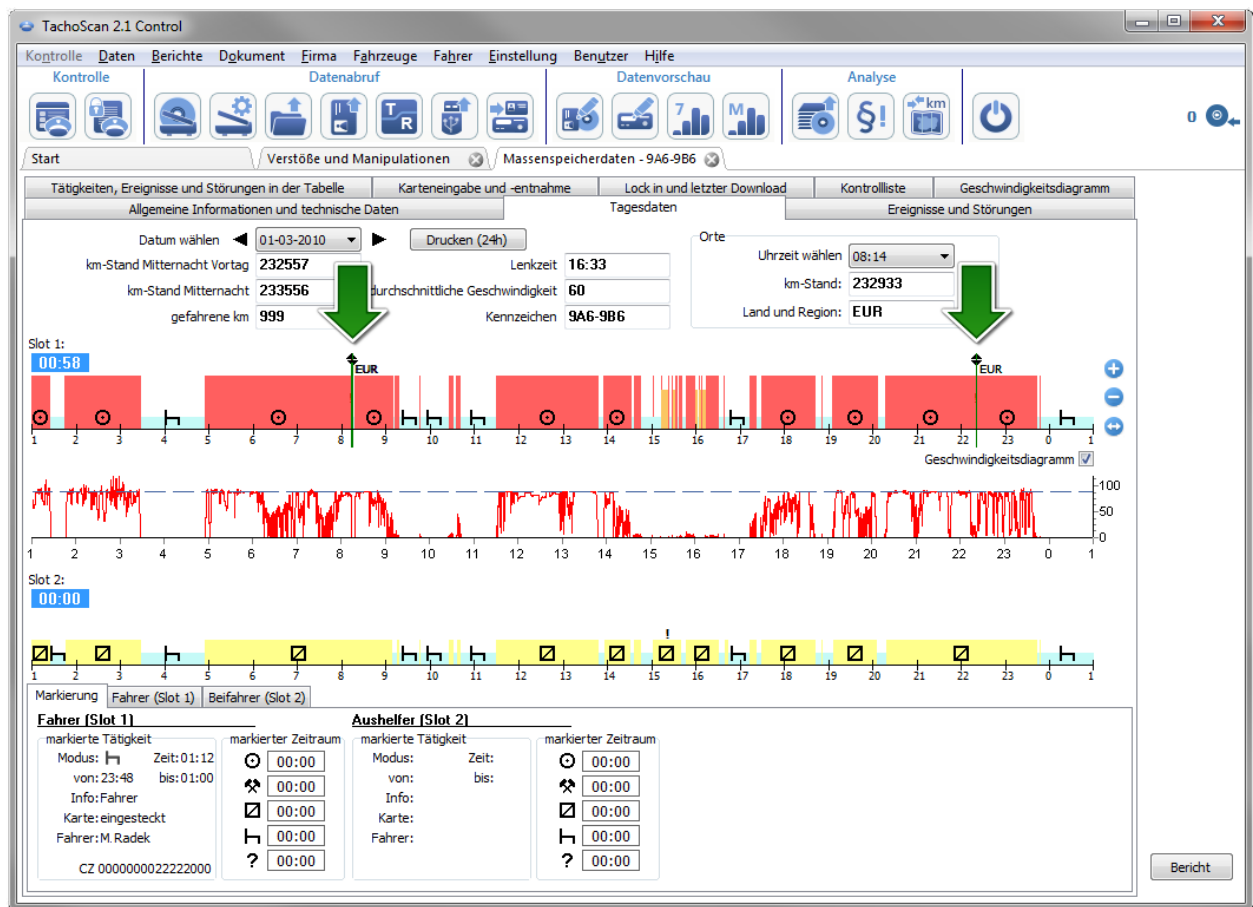 TachoScan 2.1 Control
Kontrolle Daten Berichte Dokument Firma Fahrzeuge Fahrer Einstellung Benutzer Hilfe
Kontrolle Datenabruf Datenvorschau Analyse
T R 7 M §! km
0
Start Verstöße und Manipulationen Massenspeicherdaten - 9A6-9B6
Tätigkeiten, Ereignisse und Störungen in der Tabelle Karteneingabe und -entnahme Lock in und letzter Download Kontrollliste Geschwindigkeitsdiagramm
Allgemeine Informationen und technische Daten Tagesdaten Ereignisse und Störungen
Datum wählen 01-03-2010 Drucken (24h) Orte
Uhrzeit wählen 08:14
km-Stand Mitternacht Vortag 232557 Lenkzeit 16:33
km-Stand: 232933
km-Stand Mitternacht 233556 durchschnittliche Geschwindigkeit 60
Land und Region: EUR
gefahrene km 999 Kennzeichen 9A6-9B6
Slot 1:
00:58
EUR EUR
1 2 3 4 5 6 7 8 9 10 11 12 13 14 15 16 17 18 19 20 21 22 23 0 1
Geschwindigkeitsdiagramm
100
50
0
1 2 3 4 5 6 7 8 9 10 11 12 13 14 15 16 17 18 19 20 21 22 23 0 1
Slot 2:
00:00
!
1 2 3 4 5 6 7 8 9 10 11 12 13 14 15 16 17 18 19 20 21 22 23 0 1
Markierung Fahrer (Slot 1) Beifahrer (Slot 2)
Fahrer (Slot 1) Aushelfer (Slot 2)
markierte Tätigkeit markierter Zeitraum markierte Tätigkeit markierter Zeitraum
Modus: Zeit: 01:12 00:00 Modus: Zeit: 00:00
von: 23:48 bis: 01:00 00:00 von: bis: 00:00
Info: Fahrer 00:00 Info: 00:00
Karte: eingesteckt 00:00 Karte: 00:00
Fahrer: M. Radek ? 00:00 Fahrer: ? 00:00
CZ 0000000022222000
Bericht